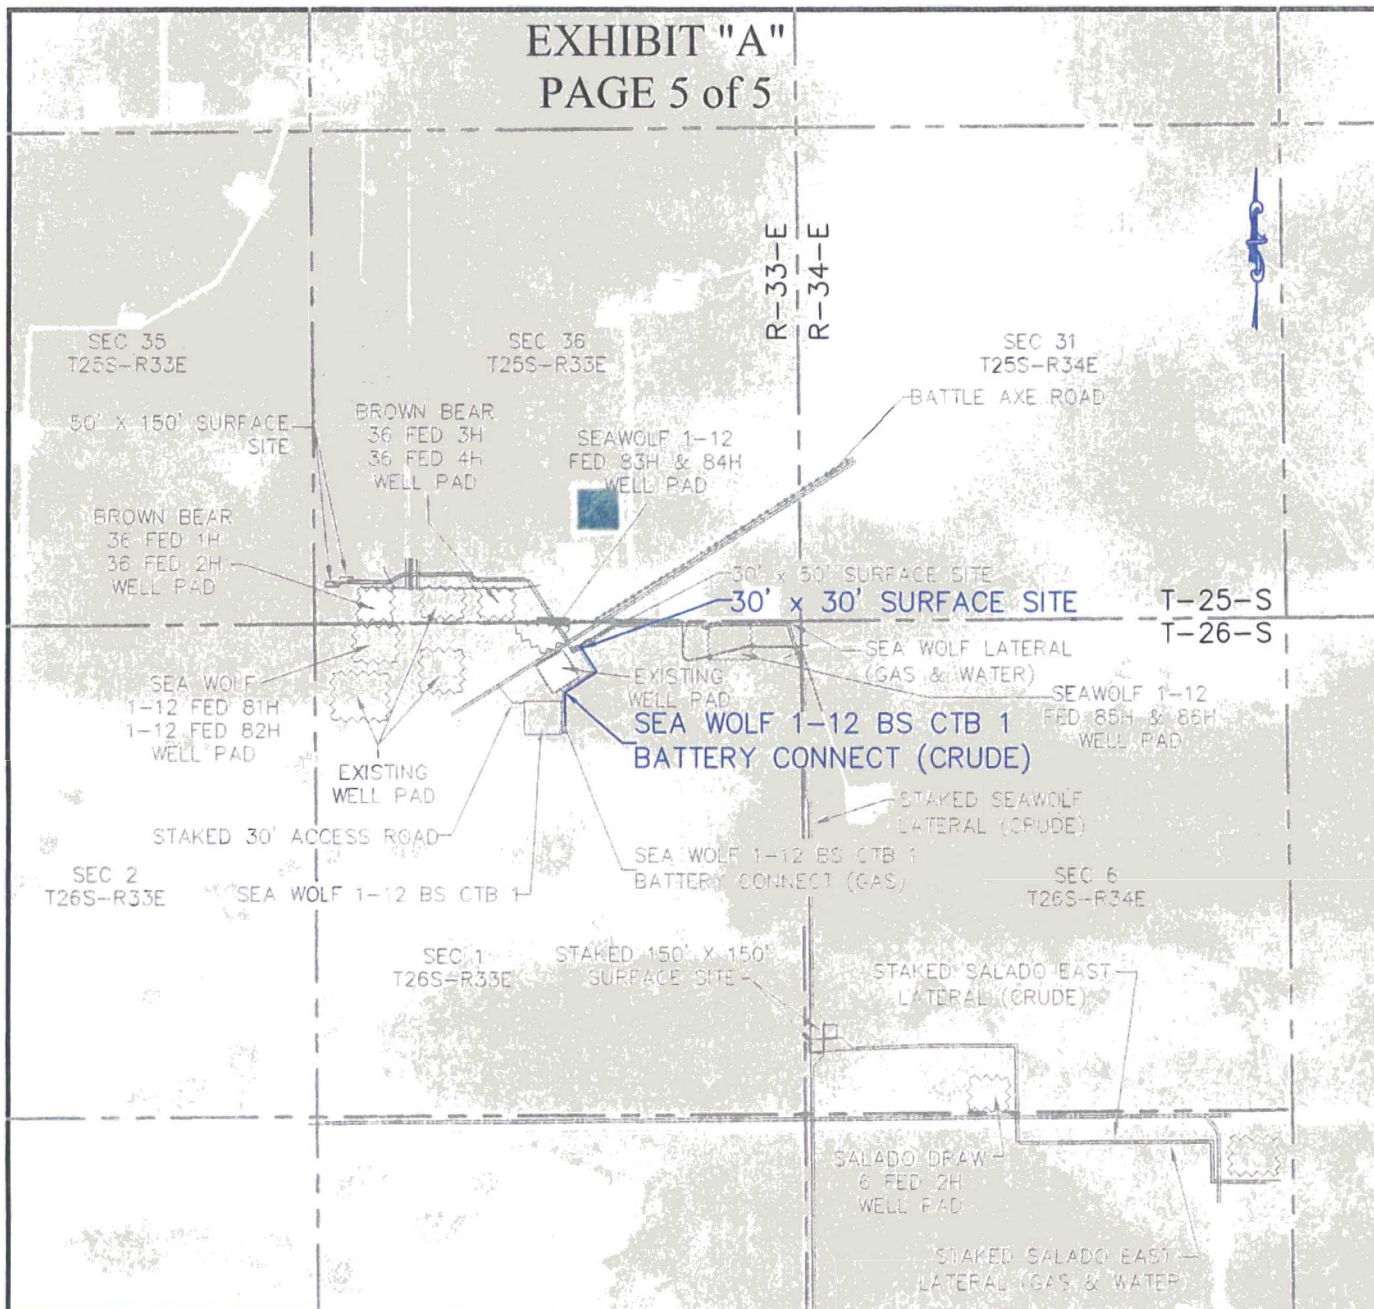 EXHIBIT "A"
PAGE 5 of 5
R-33-E
R-34-E
SEC 35
T25S-R33E
SEC 36
T25S-R33E
SEC 31
T25S-R34E
BATTLE AXE ROAD
50' X 150' SURFACE
SITE
BROWN BEAR
36 FED 3H
36 FED 4H
WELL PAD
SEAWOLF 1-12
FED 83H & 84H
WELL PAD
BROWN BEAR
36 FED 1H
36 FED 2H
WELL PAD
30' x 50' SURFACE SITE
30' x 30' SURFACE SITE
T-25-S
T-26-S
SEA WOLF LATERAL
(GAS & WATER)
EXISTING
WELL PAD
SEA WOLF
1-12 FED 81H
1-12 FED 82H
WELL PAD
SEAWOLF 1-12
FED 85H & 86H
WELL PAD
SEA WOLF 1-12 BS CTB 1
BATTERY CONNECT (CRUDE)
EXISTING
WELL PAD
STAKED SEAWOLF
LATERAL (CRUDE)
STAKED 30' ACCESS ROAD
SEA WOLF 1-12 BS CTB 1
BATTERY CONNECT (GAS)
SEC 2
T26S-R33E
SEA WOLF 1-12 BS CTB 1
SEC 6
T26S-R34E
SEC 1
T26S-R33E
STAKED 150' X 150'
SURFACE SITE
STAKED SALADO EAST
LATERAL (CRUDE)
SALADO DRAW
6 FED 2H
WELL PAD
STAKED SALADO EAST
LATERAL (GAS & WATER